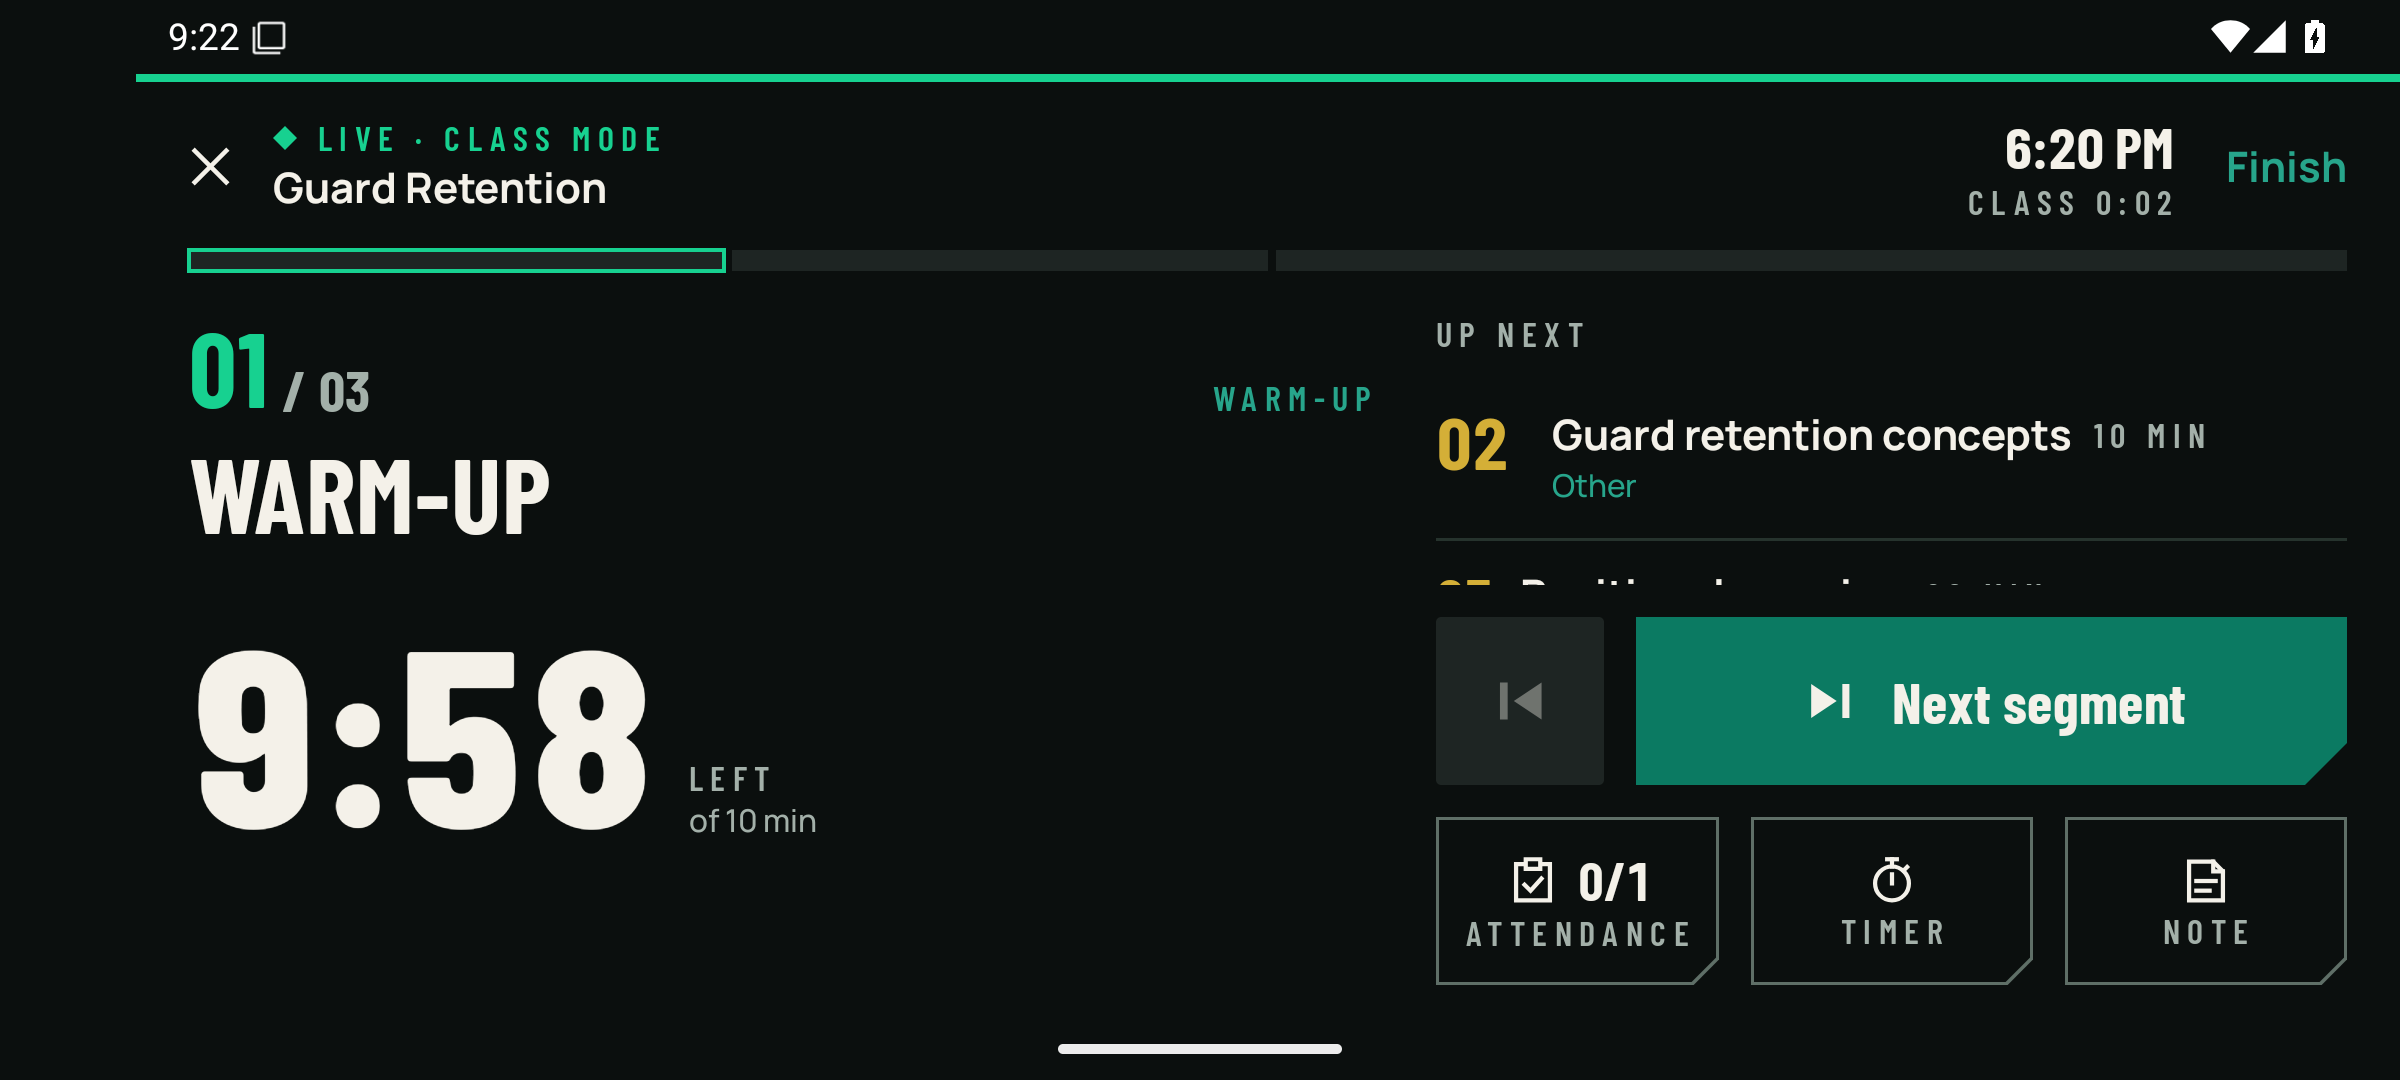 9:22
LIVE · CLASS MODE
Guard Retention
6:20 PM
CLASS 0:02
Finish
01 / 03
WARM-UP
WARM-UP
9:58
LEFT
of 10 min
UP NEXT
02 Guard retention concepts 10 MIN
Other
Next segment
0/1
ATTENDANCE
TIMER
NOTE